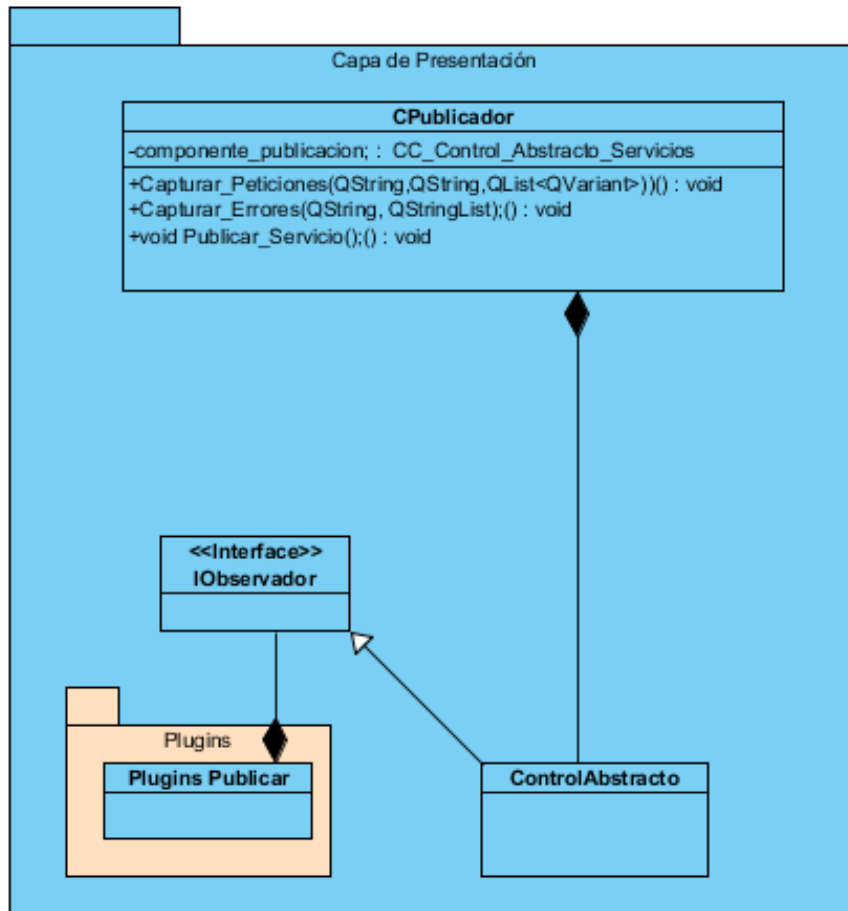 Capa de Presentación
CPublicador
-componente_publicacion; : CC_Control_Abstracto_Servicios
+Capturar_Peticiones(QString,QString,QList<QVariant>))() : void
+Capturar_Errores(QString, QStringList);() : void
+void Publicar_Servicio();() : void
<<Interface>>
IObservador
Plugins
Plugins Publicar
ControlAbstracto